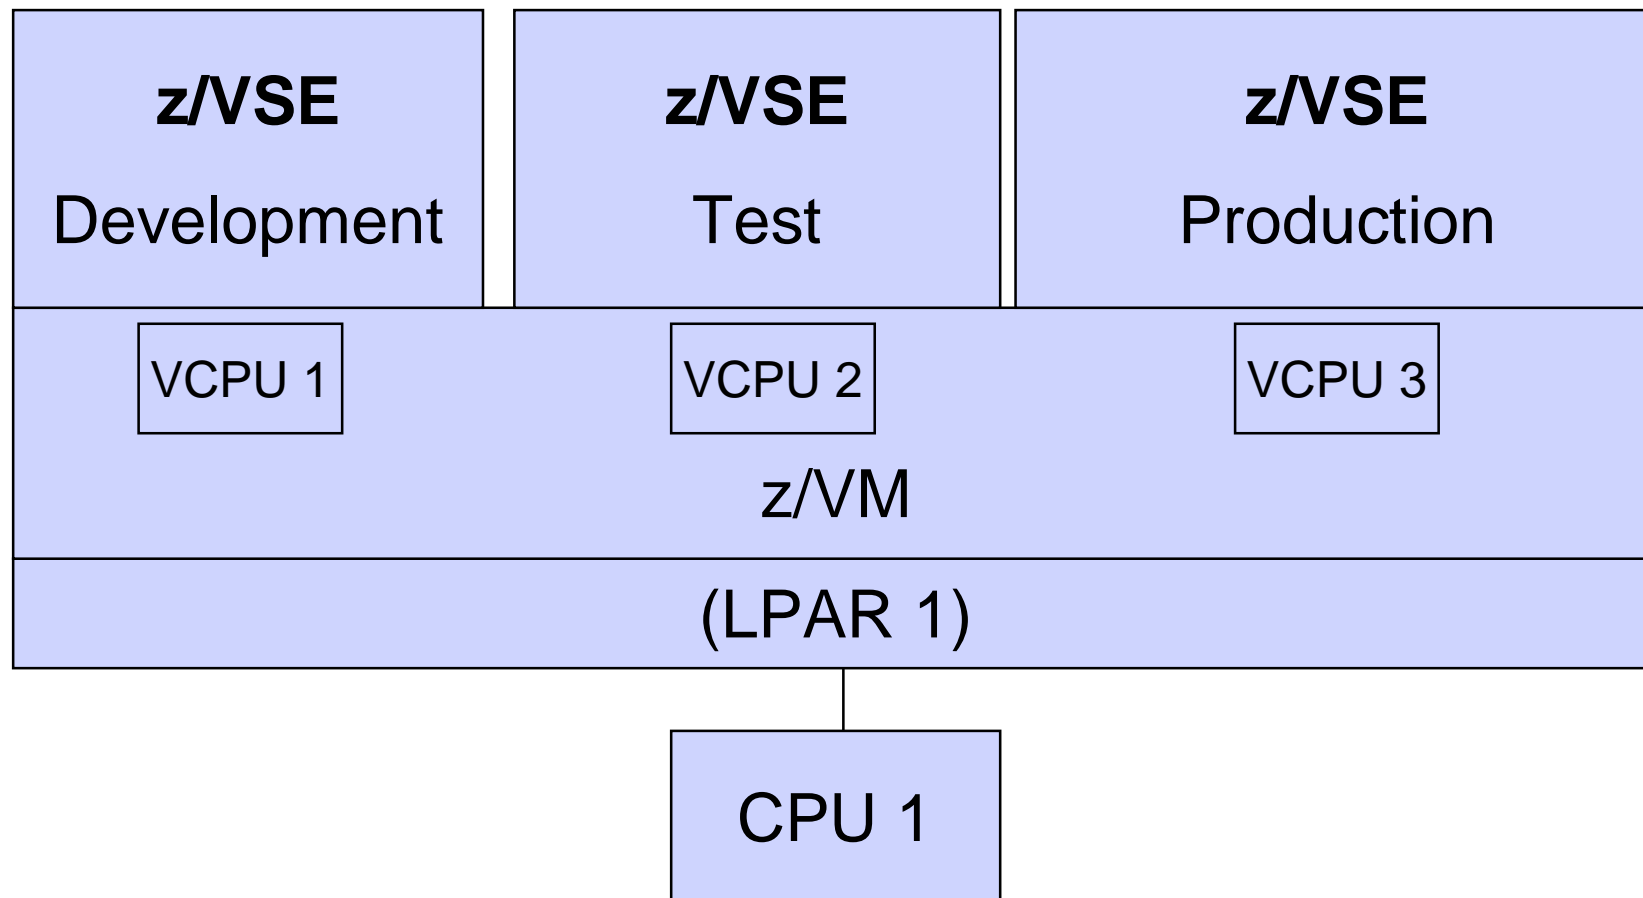 z/VSE
Development
z/VSE
Test
z/VSE
Production
VCPU 1
VCPU 2
VCPU 3
z/VM
(LPAR 1)
CPU 1